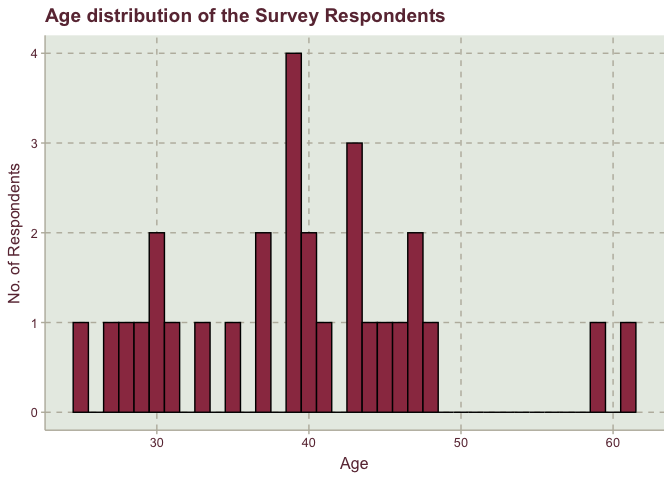 Age distribution of the Survey Respondents
No. of Respondents
4
3
2
1
0
30 40 50 60
Age